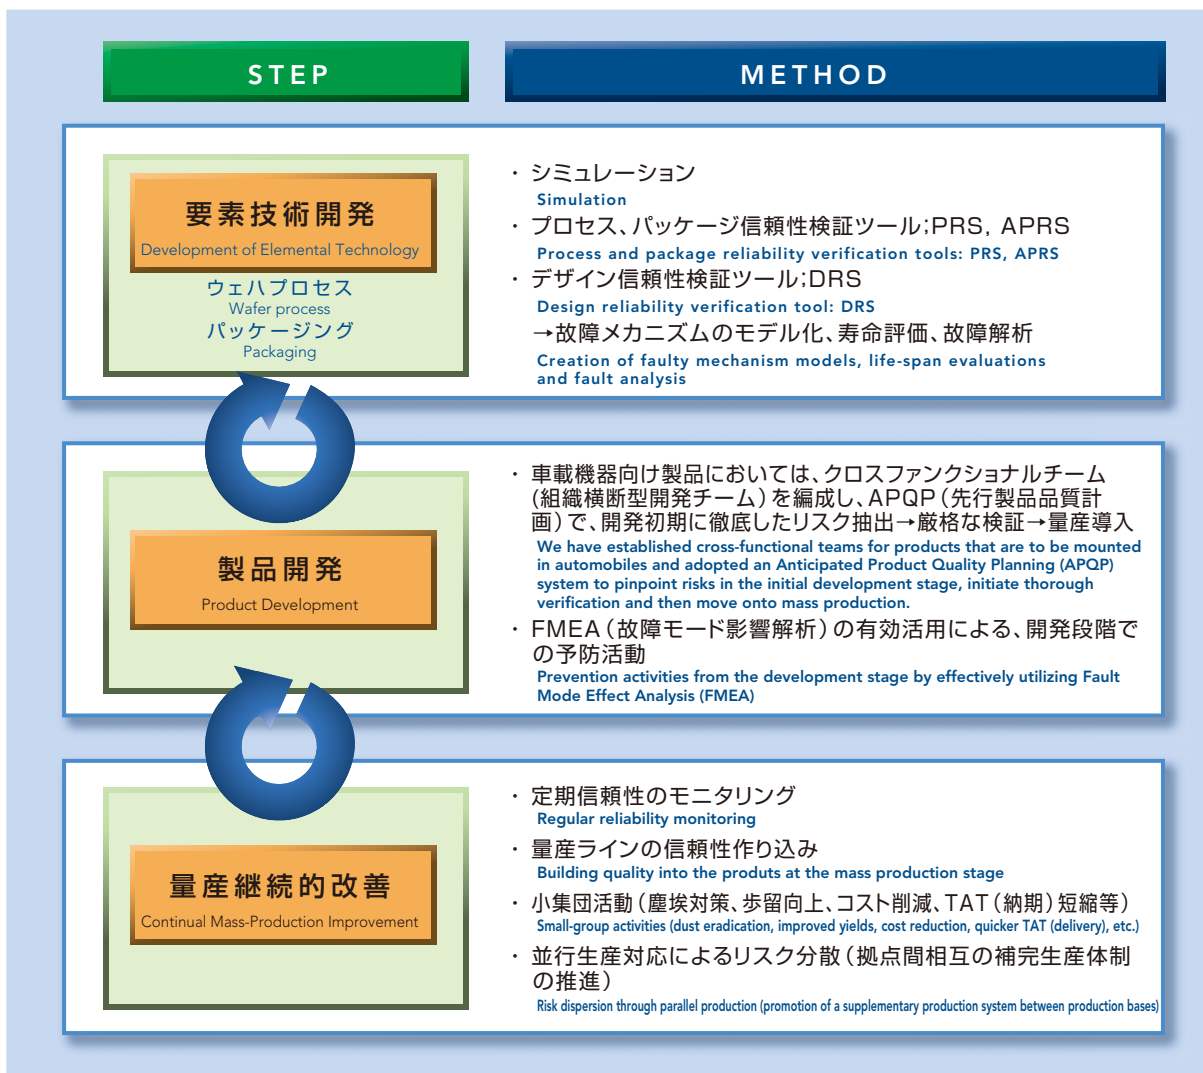 STEP
METHOD
要素技術開発
Development of Elemental Technology
ウェハプロセス
Wafer process
パッケージング
Packaging
・ シミュレーション
Simulation
・ プロセス、パッケージ信頼性検証ツール;PRS, APRS
Process and package reliability verification tools: PRS, APRS
・ デザイン信頼性検証ツール;DRS
Design reliability verification tool: DRS
→故障メカニズムのモデル化、寿命評価、故障解析
Creation of faulty mechanism models, life-span evaluations
and fault analysis
製品開発
Product Development
・ 車載機器向け製品においては、クロスファンクショナルチーム
(組織横断型開発チーム)を編成し、APQP(先行製品品質計
画)で、開発初期に徹底したリスク抽出→厳格な検証→量産導入
We have established cross-functional teams for products that are to be mounted
in automobiles and adopted an Anticipated Product Quality Planning (APQP)
system to pinpoint risks in the initial development stage, initiate thorough
verification and then move onto mass production.
・ FMEA(故障モード影響解析)の有効活用による、開発段階で
の予防活動
Prevention activities from the development stage by effectively utilizing Fault
Mode Effect Analysis (FMEA)
量産継続的改善
Continual Mass-Production Improvement
・ 定期信頼性のモニタリング
Regular reliability monitoring
・ 量産ラインの信頼性作り込み
Building quality into the produts at the mass production stage
・ 小集団活動(塵埃対策、歩留向上、コスト削減、TAT(納期)短縮等)
Small-group activities (dust eradication, improved yields, cost reduction, quicker TAT (delivery), etc.)
・ 並行生産対応によるリスク分散(拠点間相互の補完生産体制
の推進)
Risk dispersion through parallel production (promotion of a supplementary production system between production bases)